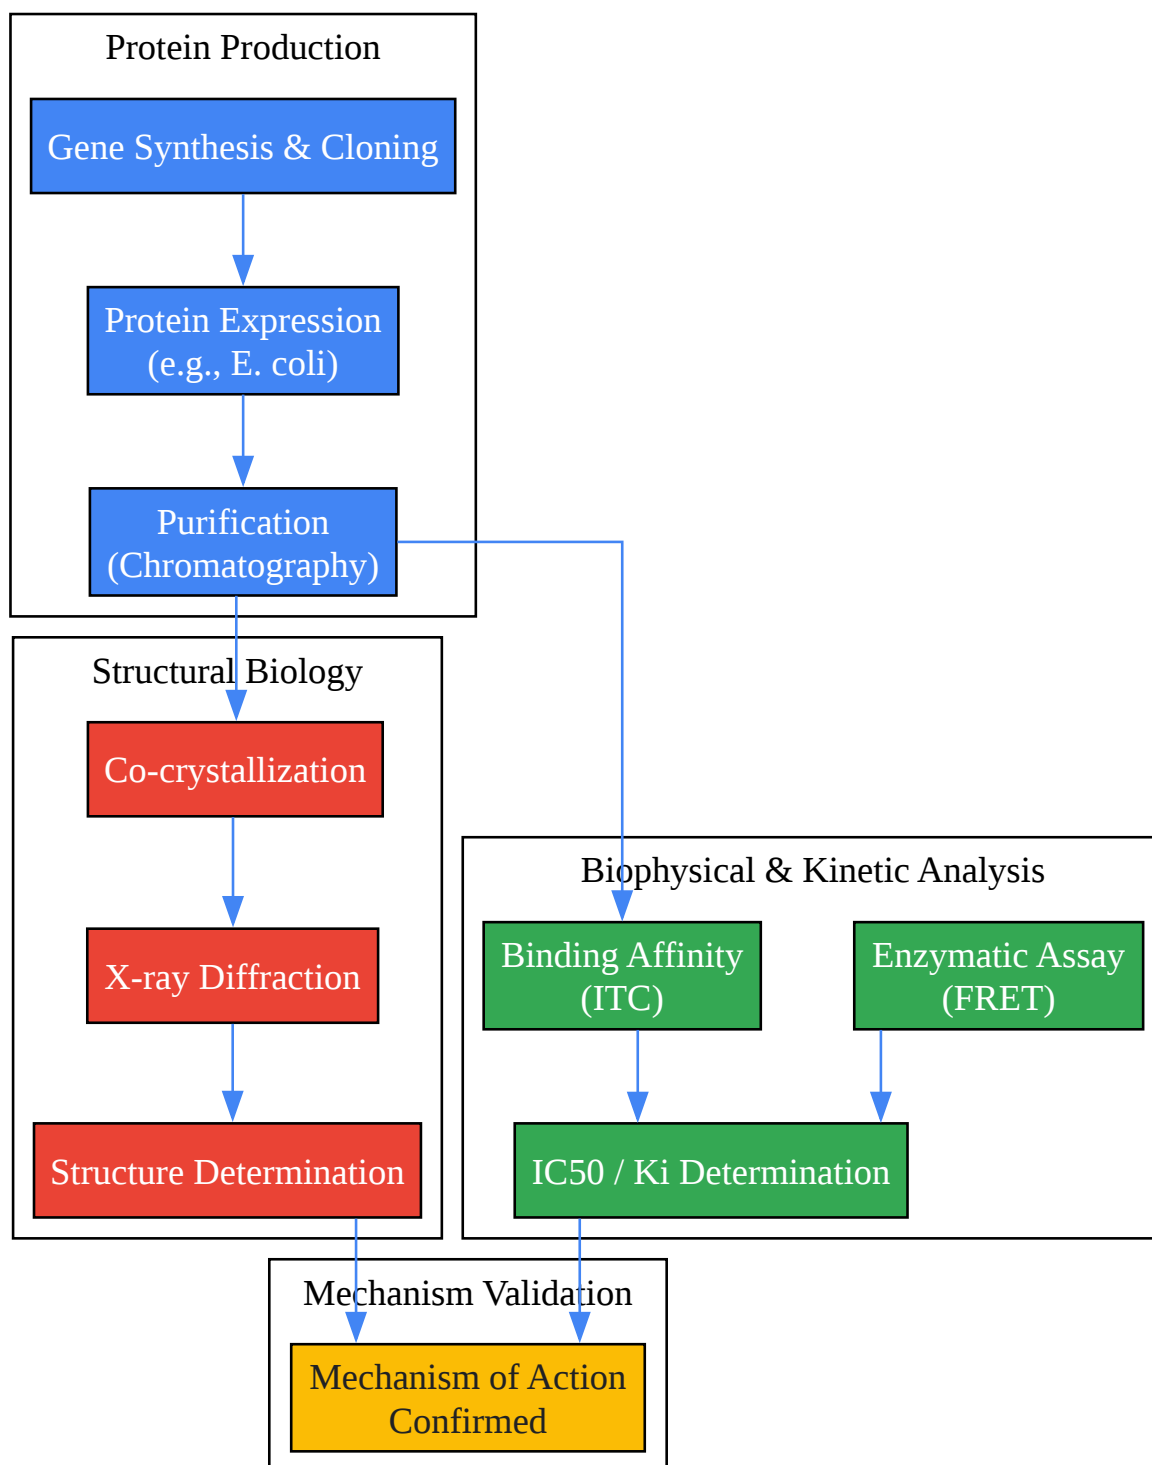 Protein Production
Gene Synthesis & Cloning
Protein Expression
(e.g., E. coli)
Purification
(Chromatography)
Structural Biology
Co-crystallization
X-ray Diffraction
Structure Determination
Biophysical & Kinetic Analysis
Binding Affinity
(ITC)
Enzymatic Assay
(FRET)
IC50 / Ki Determination
Mechanism Validation
Mechanism of Action
Confirmed